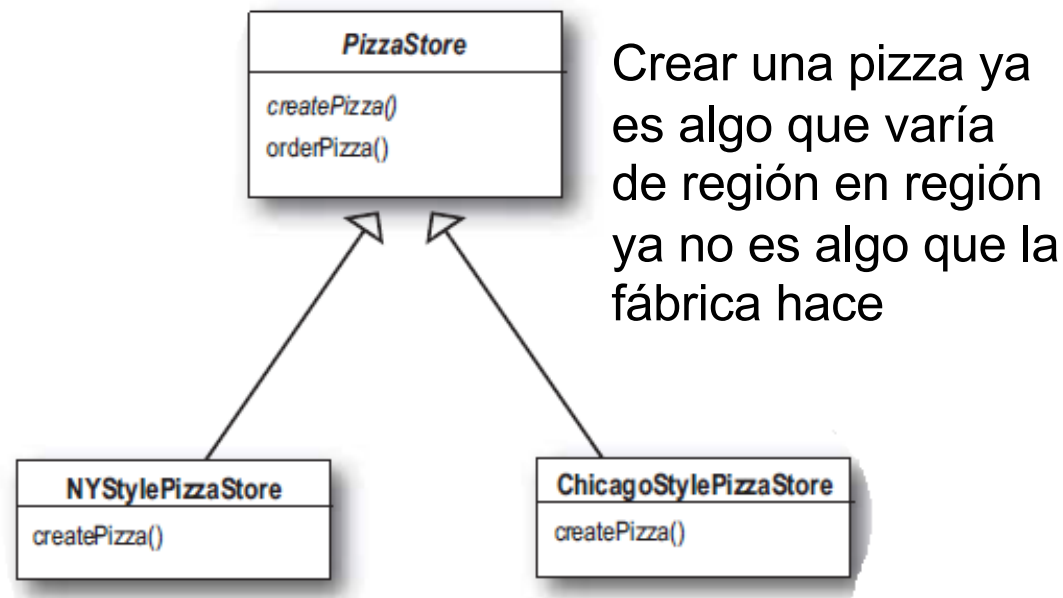 PizzaStore
createPizza()
orderPizza()
Crear una pizza ya
es algo que varía
de región en región
ya no es algo que la
fábrica hace
NYStylePizzaStore
createPizza()
ChicagoStylePizzaStore
createPizza()